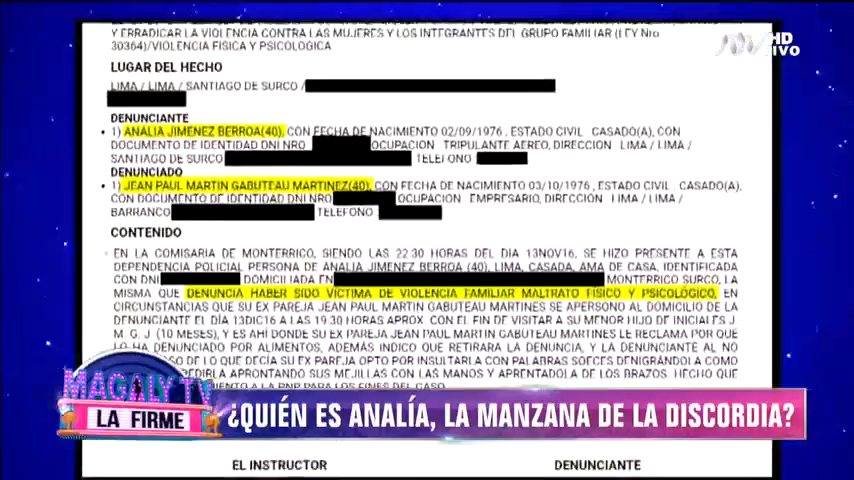 Y ERRADICAR LA VIOLENCIA CONTRA LAS MUJERES Y LOS INTEGRANTES DEL GRUPO FAMILIAR (LEY Nro
30364)/VIOLENCIA FISICA Y PSICOLOGICA
HD
VIVO
LUGAR DEL HECHO
LIMA / LIMA / SANTIAGO DE SURCO /
DENUNCIANTE
1) ANALIA JIMENEZ BERROA(40), CON FECHA DE NACIMIENTO 02/09/1976 , ESTADO CIVIL CASADO(A), CON
DOCUMENTO DE IDENTIDAD DNI NRO OCUPACION TRIPULANTE AEREO, DIRECCION LIMA / LIMA /
SANTIAGO DE SURCO TELEFONO
DENUNCIADO
1) JEAN PAUL MARTIN GABUTEAU MARTINEZ(40), CON FECHA DE NACIMIENTO 03/10/1976 , ESTADO CIVIL CASADO(A),
CON DOCUMENTO DE IDENTIDAD DNI NRO OCUPACION EMPRESARIO, DIRECCION LIMA / LIMA /
BARRANCO TELEFONO
CONTENIDO
EN LA COMISARIA DE MONTERRICO, SIENDO LAS 22:30 HORAS DEL DIA 13NOV16, SE HIZO PRESENTE A ESTA
DEPENDENCIA POLICIAL PERSONA DE ANALIA JIMENEZ BERROA (40), LIMA, CASADA, AMA DE CASA, IDENTIFICADA
CON DNI DOMICILIADA EN MONTERRICO SURCO, LA
MISMA QUE DENUNCIA HABER SIDO VICTIMA DE VIOLENCIA FAMILIAR MALTRATO FISICO Y PSICOLOGICO, EN
CIRCUNSTANCIAS QUE SU EX PAREJA JEAN PAUL MARTIN GABUTEAU MARTINES SE APERSONO AL DOMICILIO DE LA
DENUNCIANTE EL DIA 13DIC16 A LAS 19:30 HORAS APROX. CON EL FIN DE VISITAR A SU MENOR HIJO DE INICIALES J.
M. G. J (10 MESES), Y ES AHI DONDE SU EX PAREJA JEAN PAUL MARTIN GABUTEAU MARTINES LE RECLAMA POR QUÉ
LO HA DENUNCIADO POR ALIMENTOS, ADEMÁS INDICO QUE RETIRARA LA DENUNCIA, Y LA DENUNCIANTE AL NO
SO DE LO QUE DECÍA SU EX PAREJA OPTO POR INSULTARLA CON PALABRAS SOECES DENIGRÁNDOLA COMO
APRONTANDO SUS MEJILLAS CON LAS MANOS Y APRENTADOLA DE LOS BRAZOS. HECHO QUE
A LA PNP PARA LOS FINES DEL CASO
MAGALY TV
LA FIRME
¿QUIÉN ES ANALÍA, LA MANZANA DE LA DISCORDIA?
EL INSTRUCTOR DENUNCIANTE